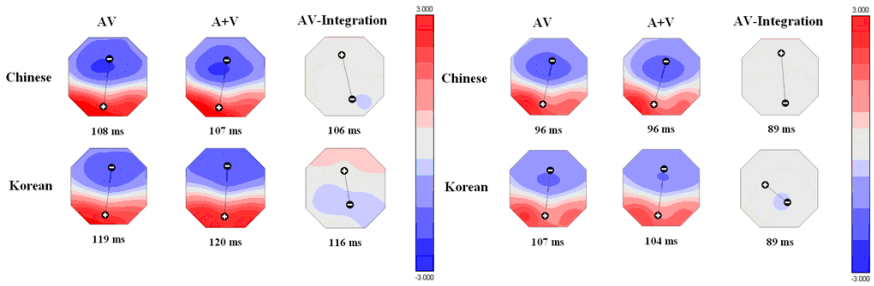 AV A+V AV-Integration 3.000
Chinese
108 ms 107 ms 106 ms
Korean
119 ms 120 ms 116 ms
-3.000
AV A+V AV-Integration 3.000
Chinese
96 ms 96 ms 89 ms
Korean
107 ms 104 ms 89 ms
-3.000